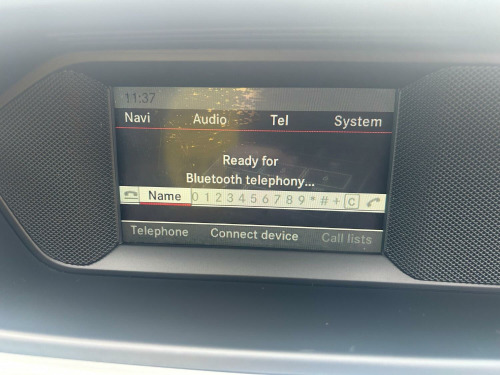 11:37
Navi Audio Tel System
Ready for
Bluetooth telephony...
Name 0 1 2 3 4 5 6 7 8 9 * # + C
Telephone Connect device Call lists